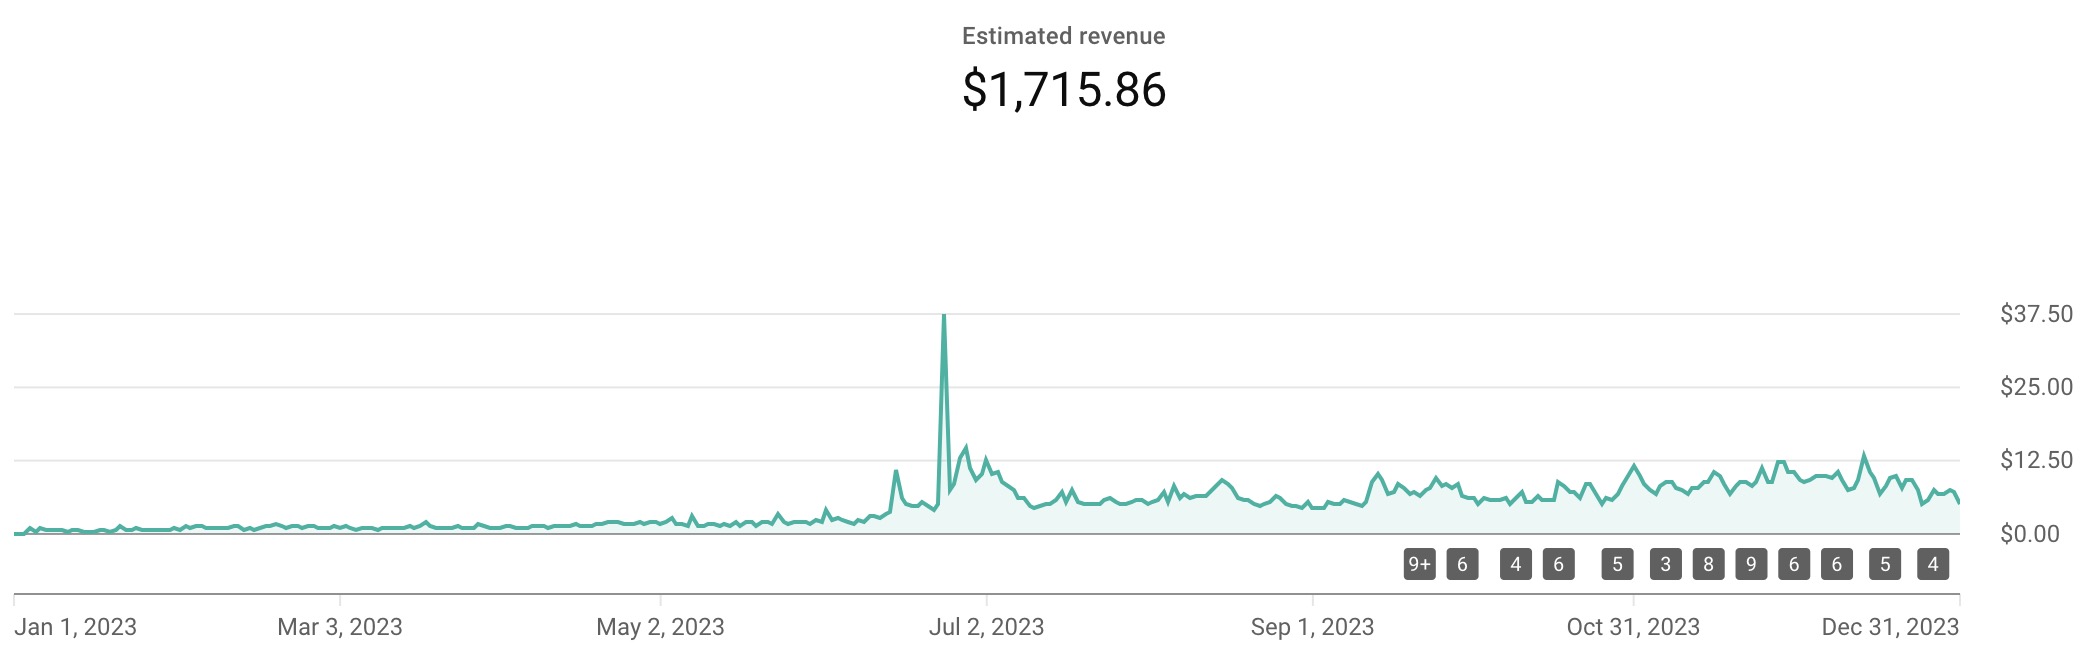 Estimated revenue
$1,715.86
$37.50
$25.00
$12.50
$0.00
9+ 6 4 6 5 3 8 9 6 6 5 4
Jan 1, 2023 Mar 3, 2023 May 2, 2023 Jul 2, 2023 Sep 1, 2023 Oct 31, 2023 Dec 31, 2023